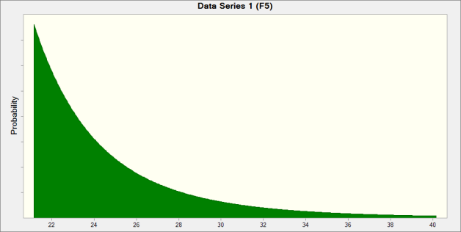 Data Series 1 (F5)
Probability
22 24 26 28 30 32 34 36 38 40